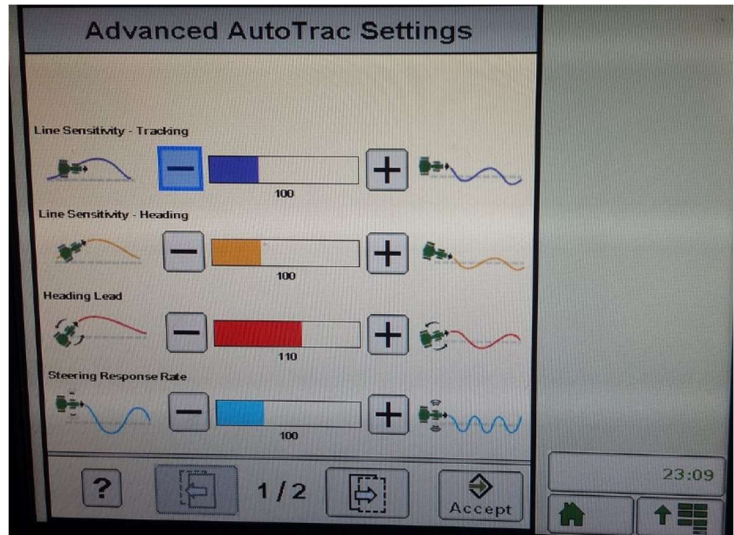 Advanced AutoTrac Settings
Line Sensitivity - Tracking
100
Line Sensitivity - Heading
100
Heading Lead
110
Steering Response Rate
100
?
1/2
Accept
23:09